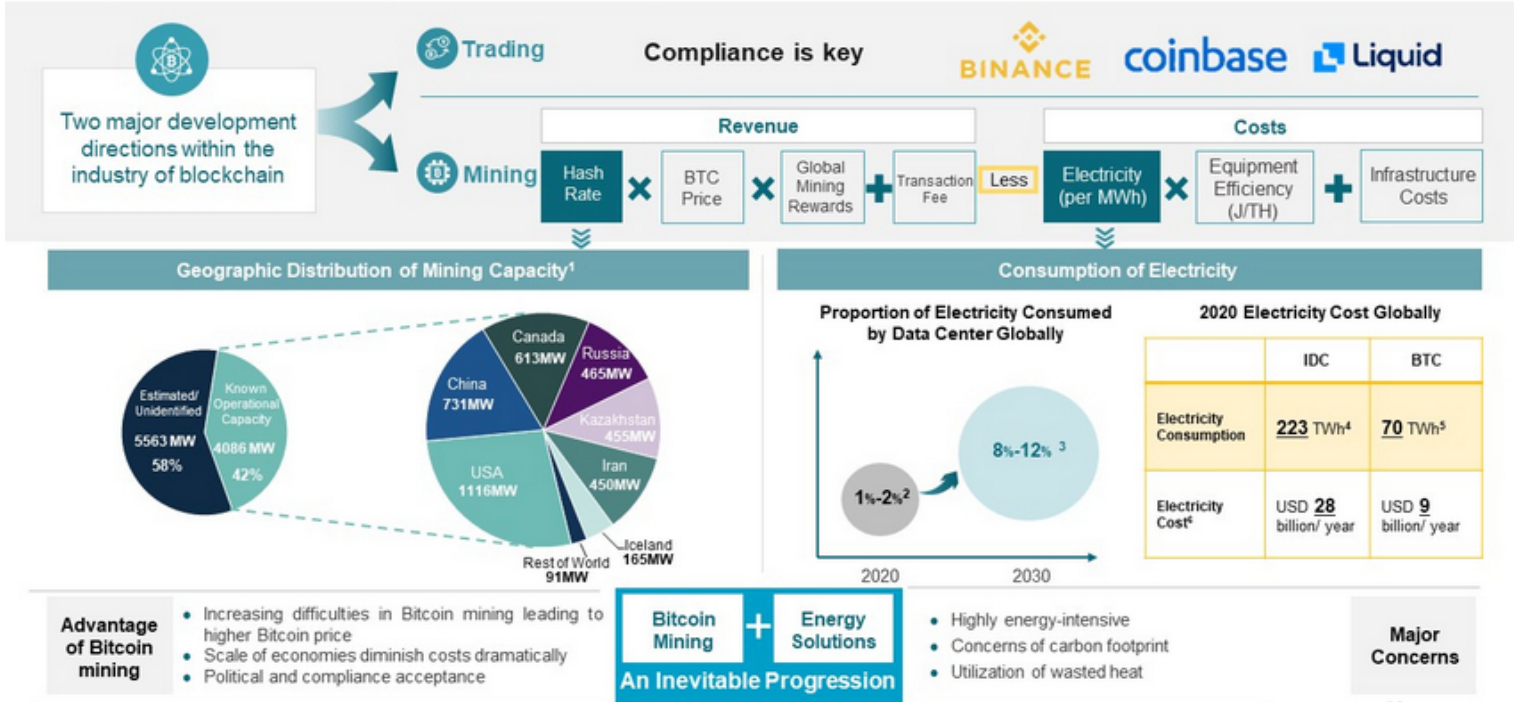 Two major development
directions within the
industry of blockchain
Trading
Compliance is key
BINANCE
coinbase
Liquid
Mining
Revenue
Hash
Rate
×
BTC
Price
×
Global
Mining
Rewards
+
Transaction
Fee
Less
Costs
Electricity
(per MWh)
×
Equipment
Efficiency
(J/TH)
+
Infrastructure
Costs
Geographic Distribution of Mining Capacity¹
Estimated/
Unidentified
5563 MW
58%
Known
Operational
Capacity
4086 MW
42%
Canada
613MW
Russia
465MW
Kazakhstan
455MW
Iran
450MW
Iceland
165MW
Rest of World
91MW
USA
1116MW
China
731MW
Consumption of Electricity
Proportion of Electricity Consumed
by Data Center Globally
1%-2%²
8%-12% ³
2020
2030
2020 Electricity Cost Globally
IDC
BTC
Electricity
Consumption
223 TWh⁴
70 TWh⁵
Electricity
Cost⁶
USD 28
billion/ year
USD 9
billion/ year
Advantage
of Bitcoin
mining
• Increasing difficulties in Bitcoin mining leading to
higher Bitcoin price
• Scale of economies diminish costs dramatically
• Political and compliance acceptance
Bitcoin
Mining
+
Energy
Solutions
An Inevitable Progression
• Highly energy-intensive
• Concerns of carbon footprint
• Utilization of wasted heat
Major
Concerns